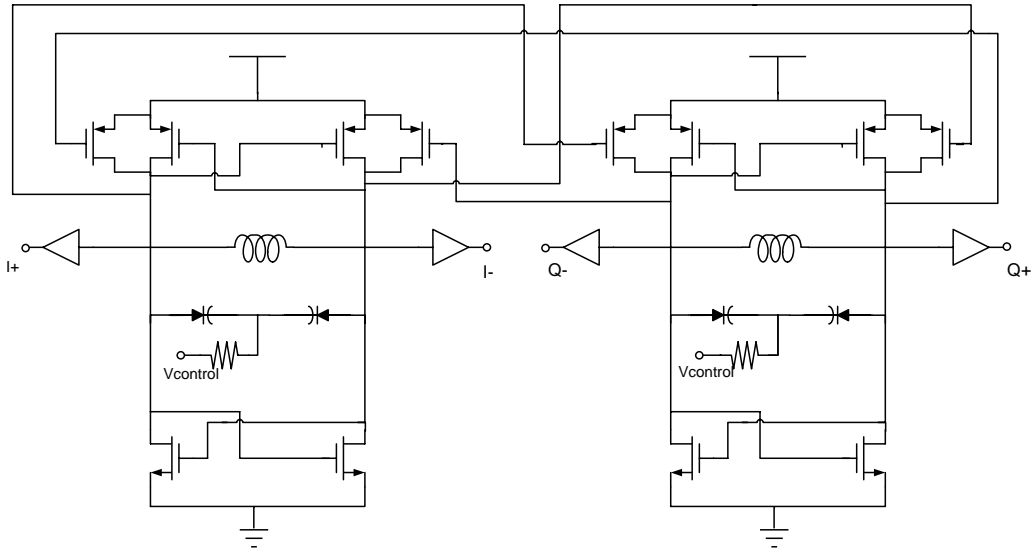 I+
I-
Q-
Q+
Vcontrol
Vcontrol